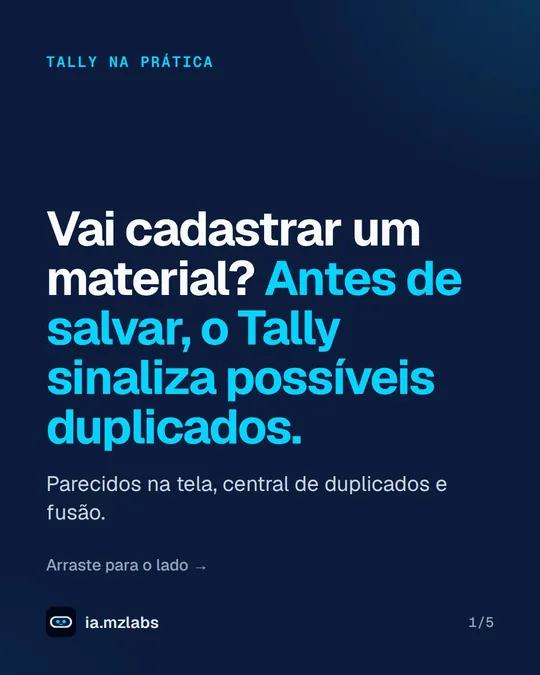 TALLY NA PRÁTICA
Vai cadastrar um
material? Antes de
salvar, o Tally
sinaliza possíveis
duplicados.
Parecidos na tela, central de duplicados e
fusão.
Arraste para o lado →
ia.mzlabs
1/5